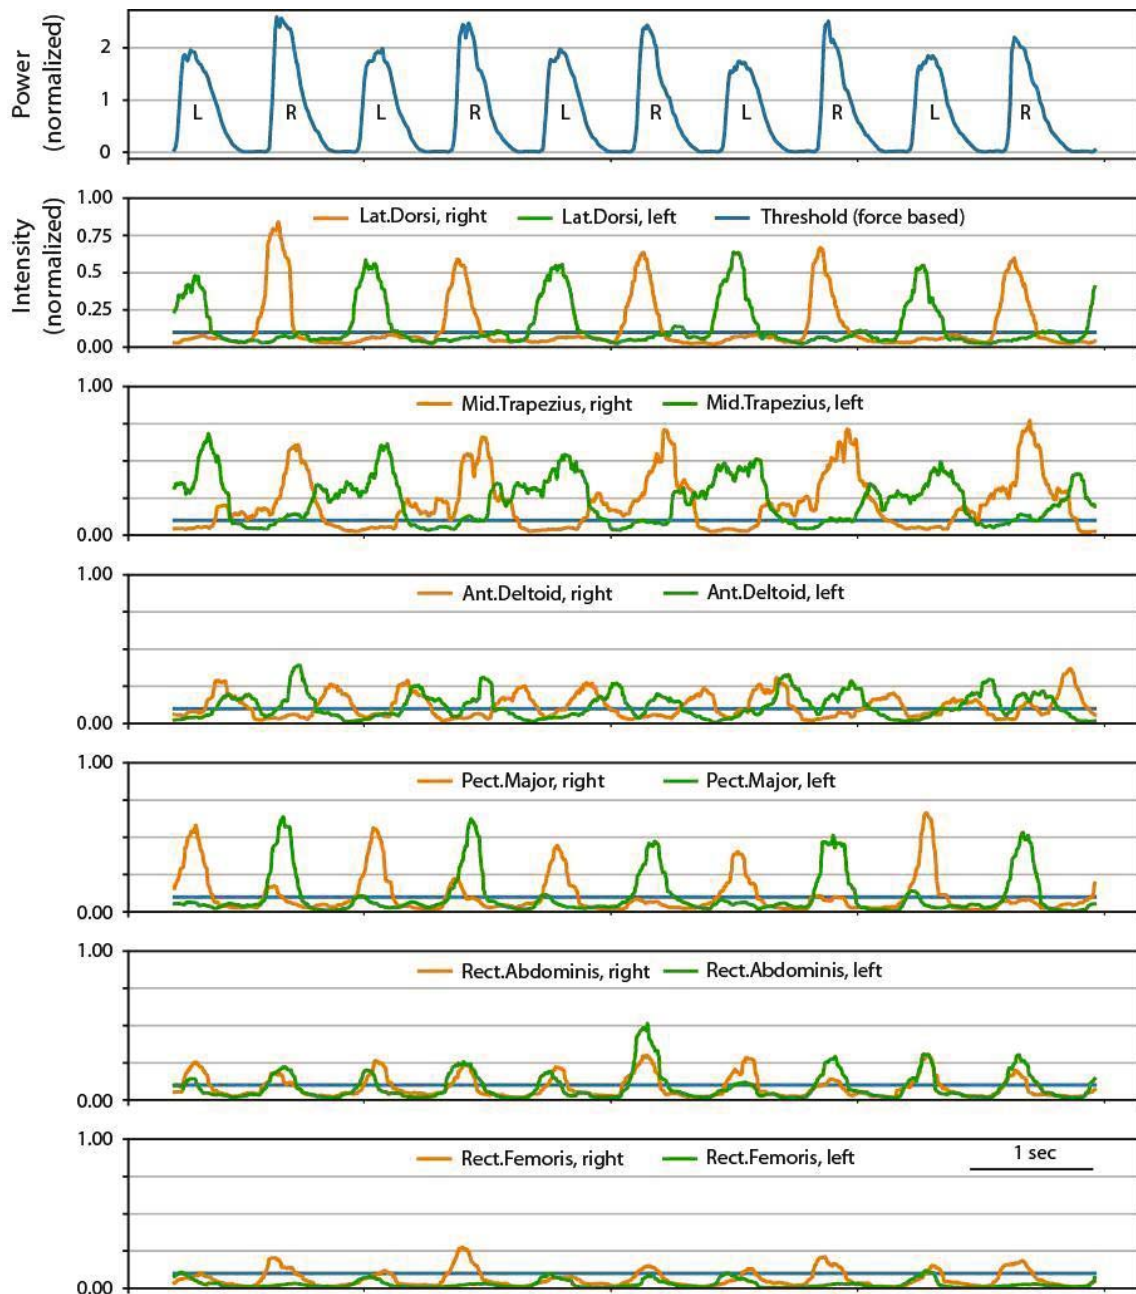 Power
(normalized)
2
1
0
L R L R L R L R L R
Intensity
(normalized)
1.00
0.75
0.5
0.25
0.00
Lat.Dorsi, right Lat.Dorsi, left Threshold (force based)
1.00
0.00
Mid.Trapezius, right Mid.Trapezius, left
1.00
0.00
Ant.Deltoid, right Ant.Deltoid, left
1.00
0.00
Pect.Major, right Pect.Major, left
1.00
0.00
Rect.Abdominis, right Rect.Abdominis, left
1.00
0.00
Rect.Femoris, right Rect.Femoris, left
1 sec